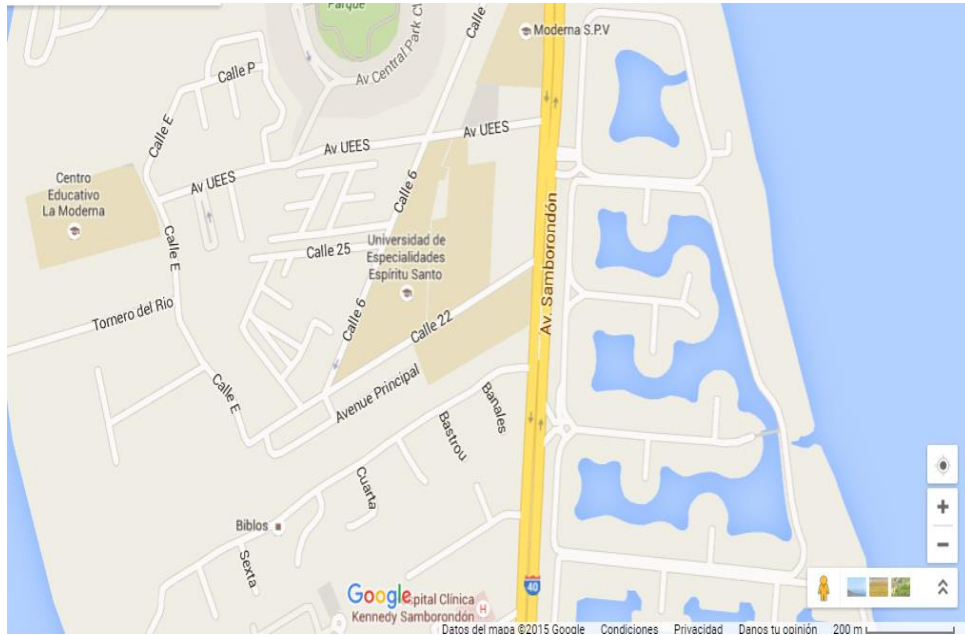 Parque
Calle
Moderna S.P.V
Av Central Park
Calle P
Calle E
Av UEES
Av UEES
Av UEES
Calle 6
Centro
Educativo
La Moderna
Calle E
Calle 25
Universidad de
Especialidades
Espíritu Santo
Av. Samborondón
Tornero del Rio
Calle 6
Calle 22
Calle E
Avenue Principal
Banales
Bastrou
Cuarta
Biblos
Sexta
40
Google
pital Clínica
Kennedy Samborondón
H
Datos del mapa ©2015 Google Condiciones Privacidad Danos tu opinión 200 m